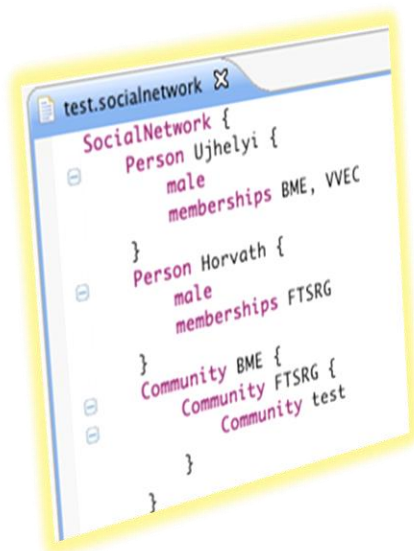 test.socialnetwork
SocialNetwork {
Person Ujhelyi {
male
memberships BME, VVEC
}
Person Horvath {
male
memberships FTSRG
}
Community BME {
Community FTSRG {
Community test
}
}